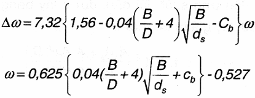 Δω = 7,32 {1,56 - 0,04 (B/D + 4) √(B/d_s) - C_b} ω
ω = 0,625 {0,04 (B/D + 4) √(B/d_s) + c_b} - 0,527